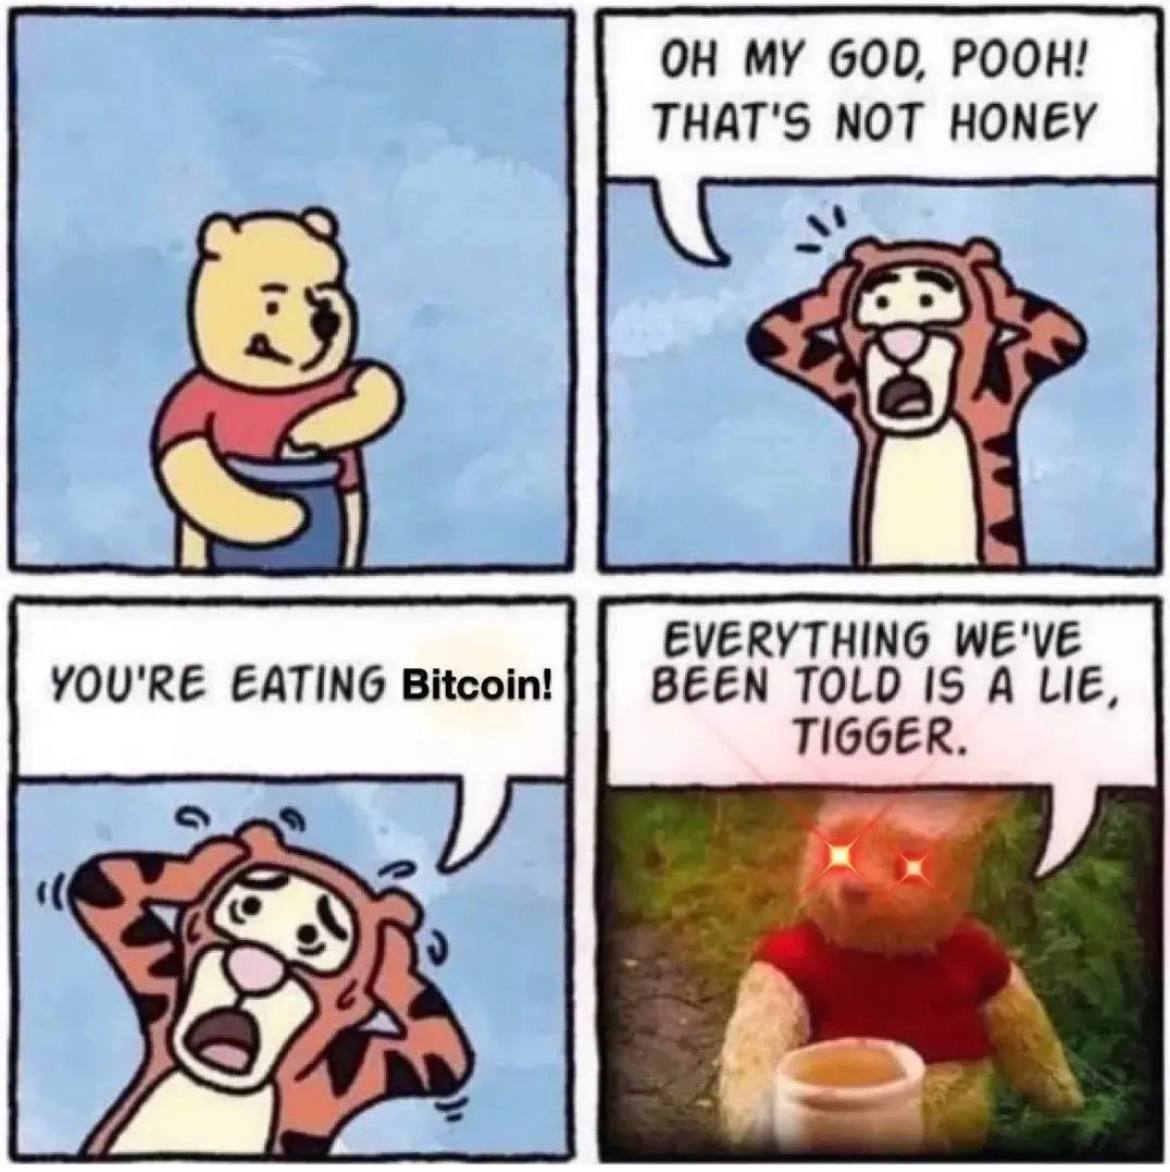 OH MY GOD, POOH!
THAT'S NOT HONEY
YOU'RE EATING Bitcoin!
EVERYTHING WE'VE
BEEN TOLD IS A LIE,
TIGGER.